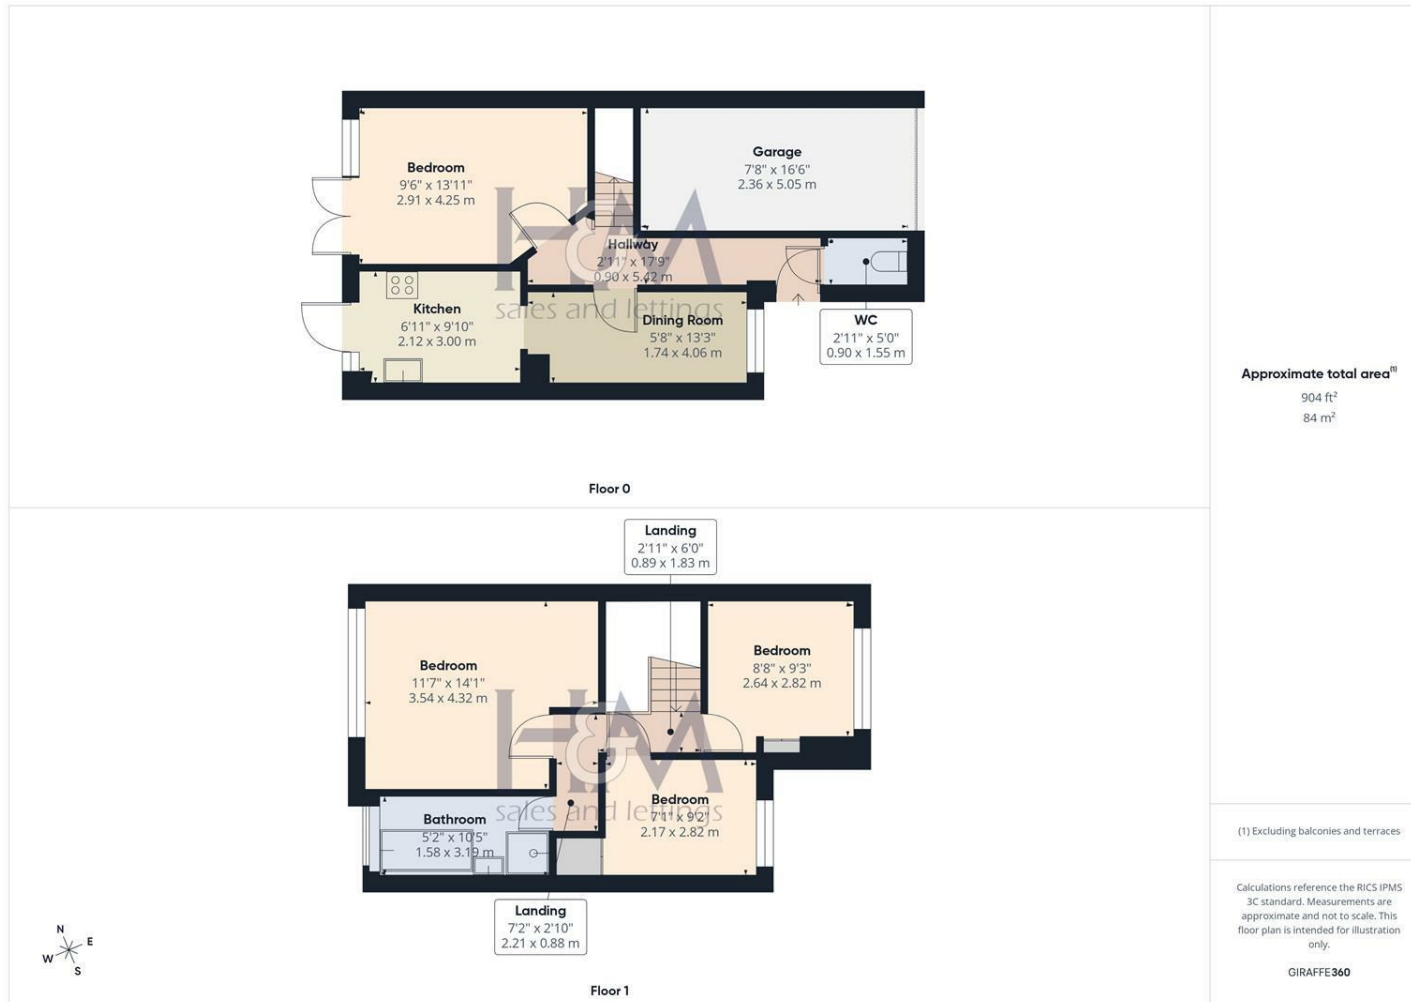 Bedroom
9'6" x 13'11"
2.91 x 4.25 m
Garage
7'8" x 16'6"
2.36 x 5.05 m
Hallway
2'11" x 17'9"
0.90 x 5.42 m
Kitchen
6'11" x 9'10"
2.12 x 3.00 m
Dining Room
5'8" x 13'3"
1.74 x 4.06 m
WC
2'11" x 5'0"
0.90 x 1.55 m
H&M
sales and lettings
Floor 0
Landing
2'11" x 6'0"
0.89 x 1.83 m
Bedroom
11'7" x 14'1"
3.54 x 4.32 m
Bedroom
8'8" x 9'3"
2.64 x 2.82 m
Bathroom
5'2" x 10'5"
1.58 x 3.19 m
Bedroom
7'1" x 9'2"
2.17 x 2.82 m
H&M
sales and lettings
Landing
7'2" x 2'10"
2.21 x 0.88 m
N
E
W
S
Floor 1
Approximate total area(1)
904 ft²
84 m²
(1) Excluding balconies and terraces
Calculations reference the RICS IPMS
3C standard. Measurements are
approximate and not to scale. This
floor plan is intended for illustration
only.
GIRAFFE360